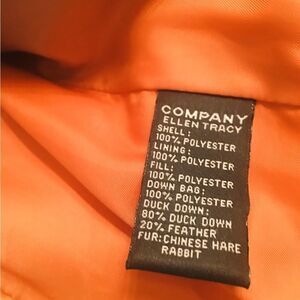 COMPANY
ELLEN TRACY
SHELL:
100% POLYESTER
LINING:
100% POLYESTER
FILL:
100% POLYESTER
DOWN BAG:
100% POLYESTER
DUCK DOWN:
80% DUCK DOWN
20% FEATHER
FUR: CHINESE HARE
RABBIT